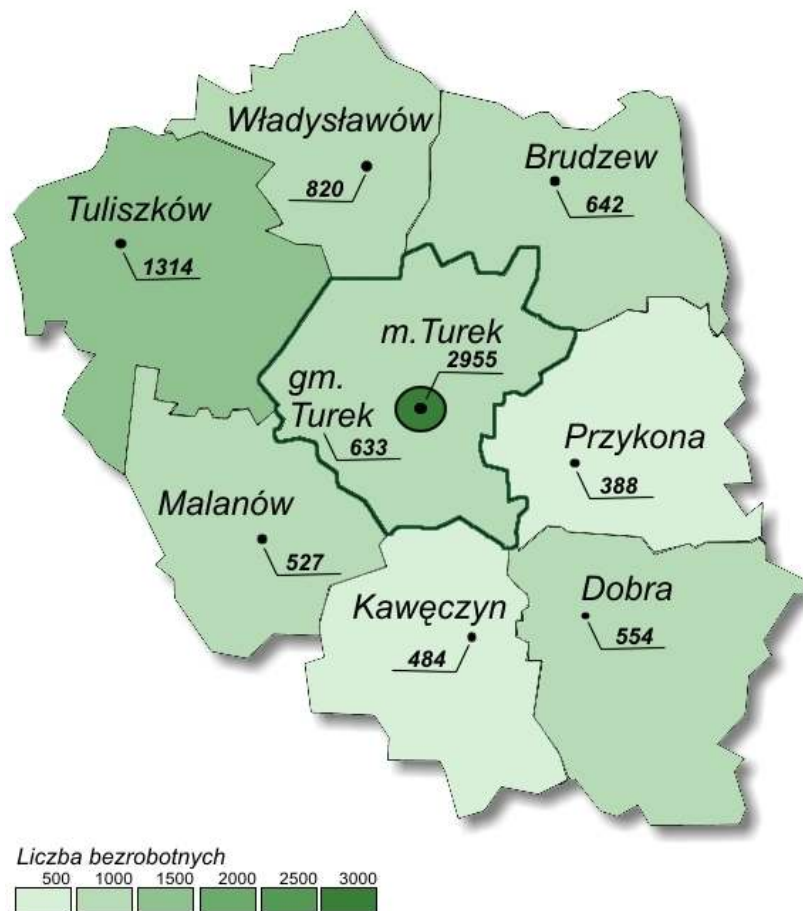 Władysławów
820
Brudzew
642
Tuliszków
1314
m.Turek
2955
gm.
Turek
633
Przykona
388
Malanów
527
Kawęczyn
484
Dobra
554
Liczba bezrobotnych
500 1000 1500 2000 2500 3000